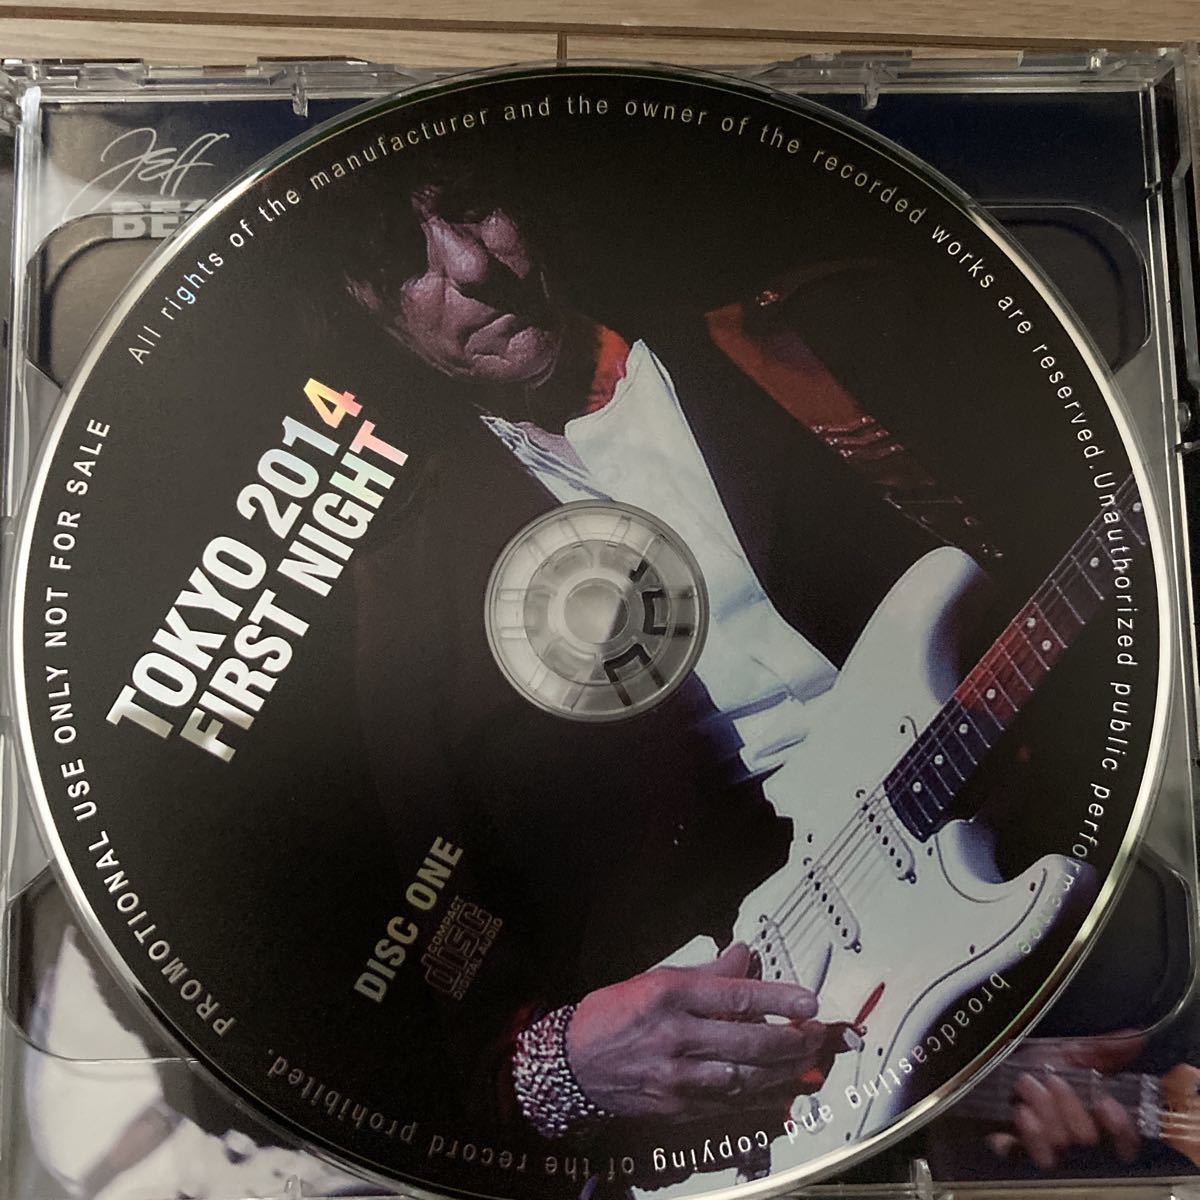 Jeff
All rights of the manufacturer and the owner of the recorded works are reserved. Unauthorized public performance broadcasting and copying of the record prohibited.
PROMOTIONAL USE ONLY NOT FOR SALE
TOKYO 2014
FIRST NIGHT
DISC ONE
COMPACT
disc
DIGITAL AUDIO